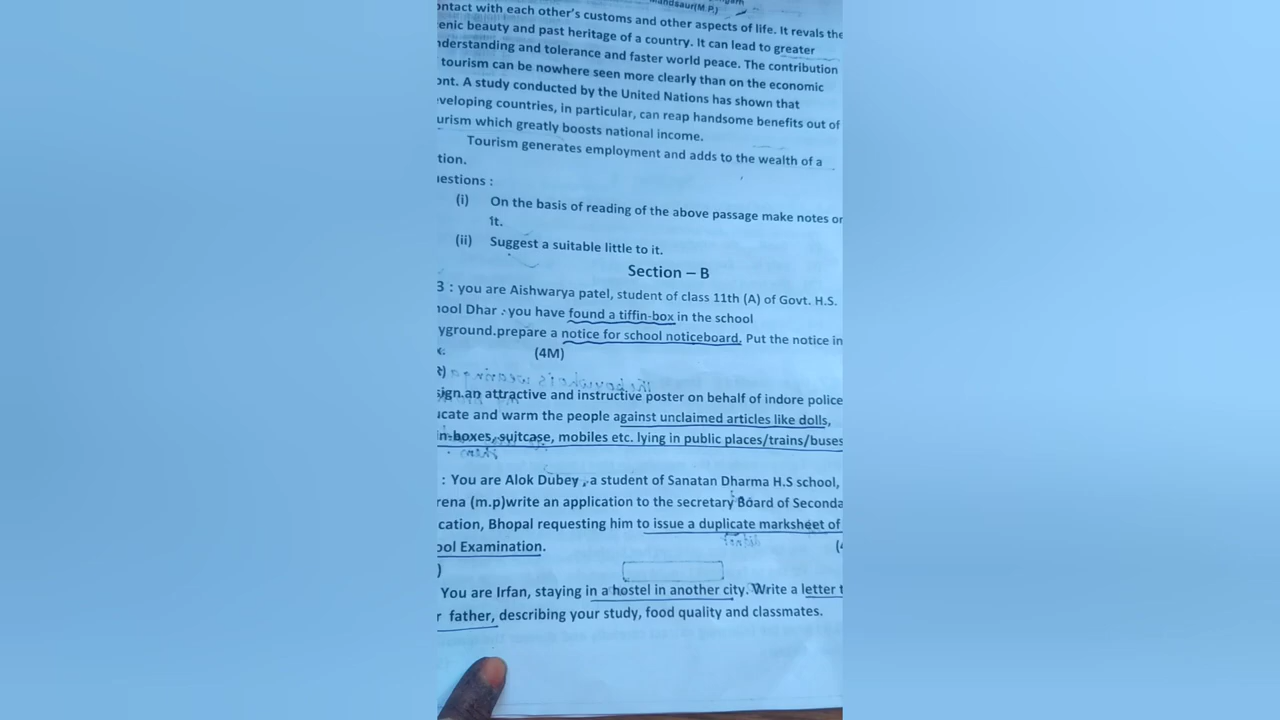 andsaur(M.P.)
ontact with each other's customs and other aspects of life. It revals the
enic beauty and past heritage of a country. It can lead to greater
nderstanding and tolerance and faster world peace. The contribution
tourism can be nowhere seen more clearly than on the economic
ont. A study conducted by the United Nations has shown that
veloping countries, in particular, can reap handsome benefits out of
urism which greatly boosts national income.
Tourism generates employment and adds to the wealth of a
tion.
estions :
(i) On the basis of reading of the above passage make notes or
1t.
(ii) Suggest a suitable little to it.
Section – B
3 : you are Aishwarya patel, student of class 11th (A) of Govt. H.S.
ool Dhar : you have found a tiffin-box in the school
yground.prepare a notice for school noticeboard. Put the notice in
(4M)
sign.an attractive and instructive poster on behalf of indore police
cate and warm the people against unclaimed articles like dolls,
in-boxes, suitcase, mobiles etc. lying in public places/trains/buses
: You are Alok Dubey , a student of Sanatan Dharma H.S school,
rena (m.p)write an application to the secretary Board of Seconda
cation, Bhopal requesting him to issue a duplicate marksheet of
ool Examination.
)
You are Irfan, staying in a hostel in another city. Write a letter t
r father, describing your study, food quality and classmates.